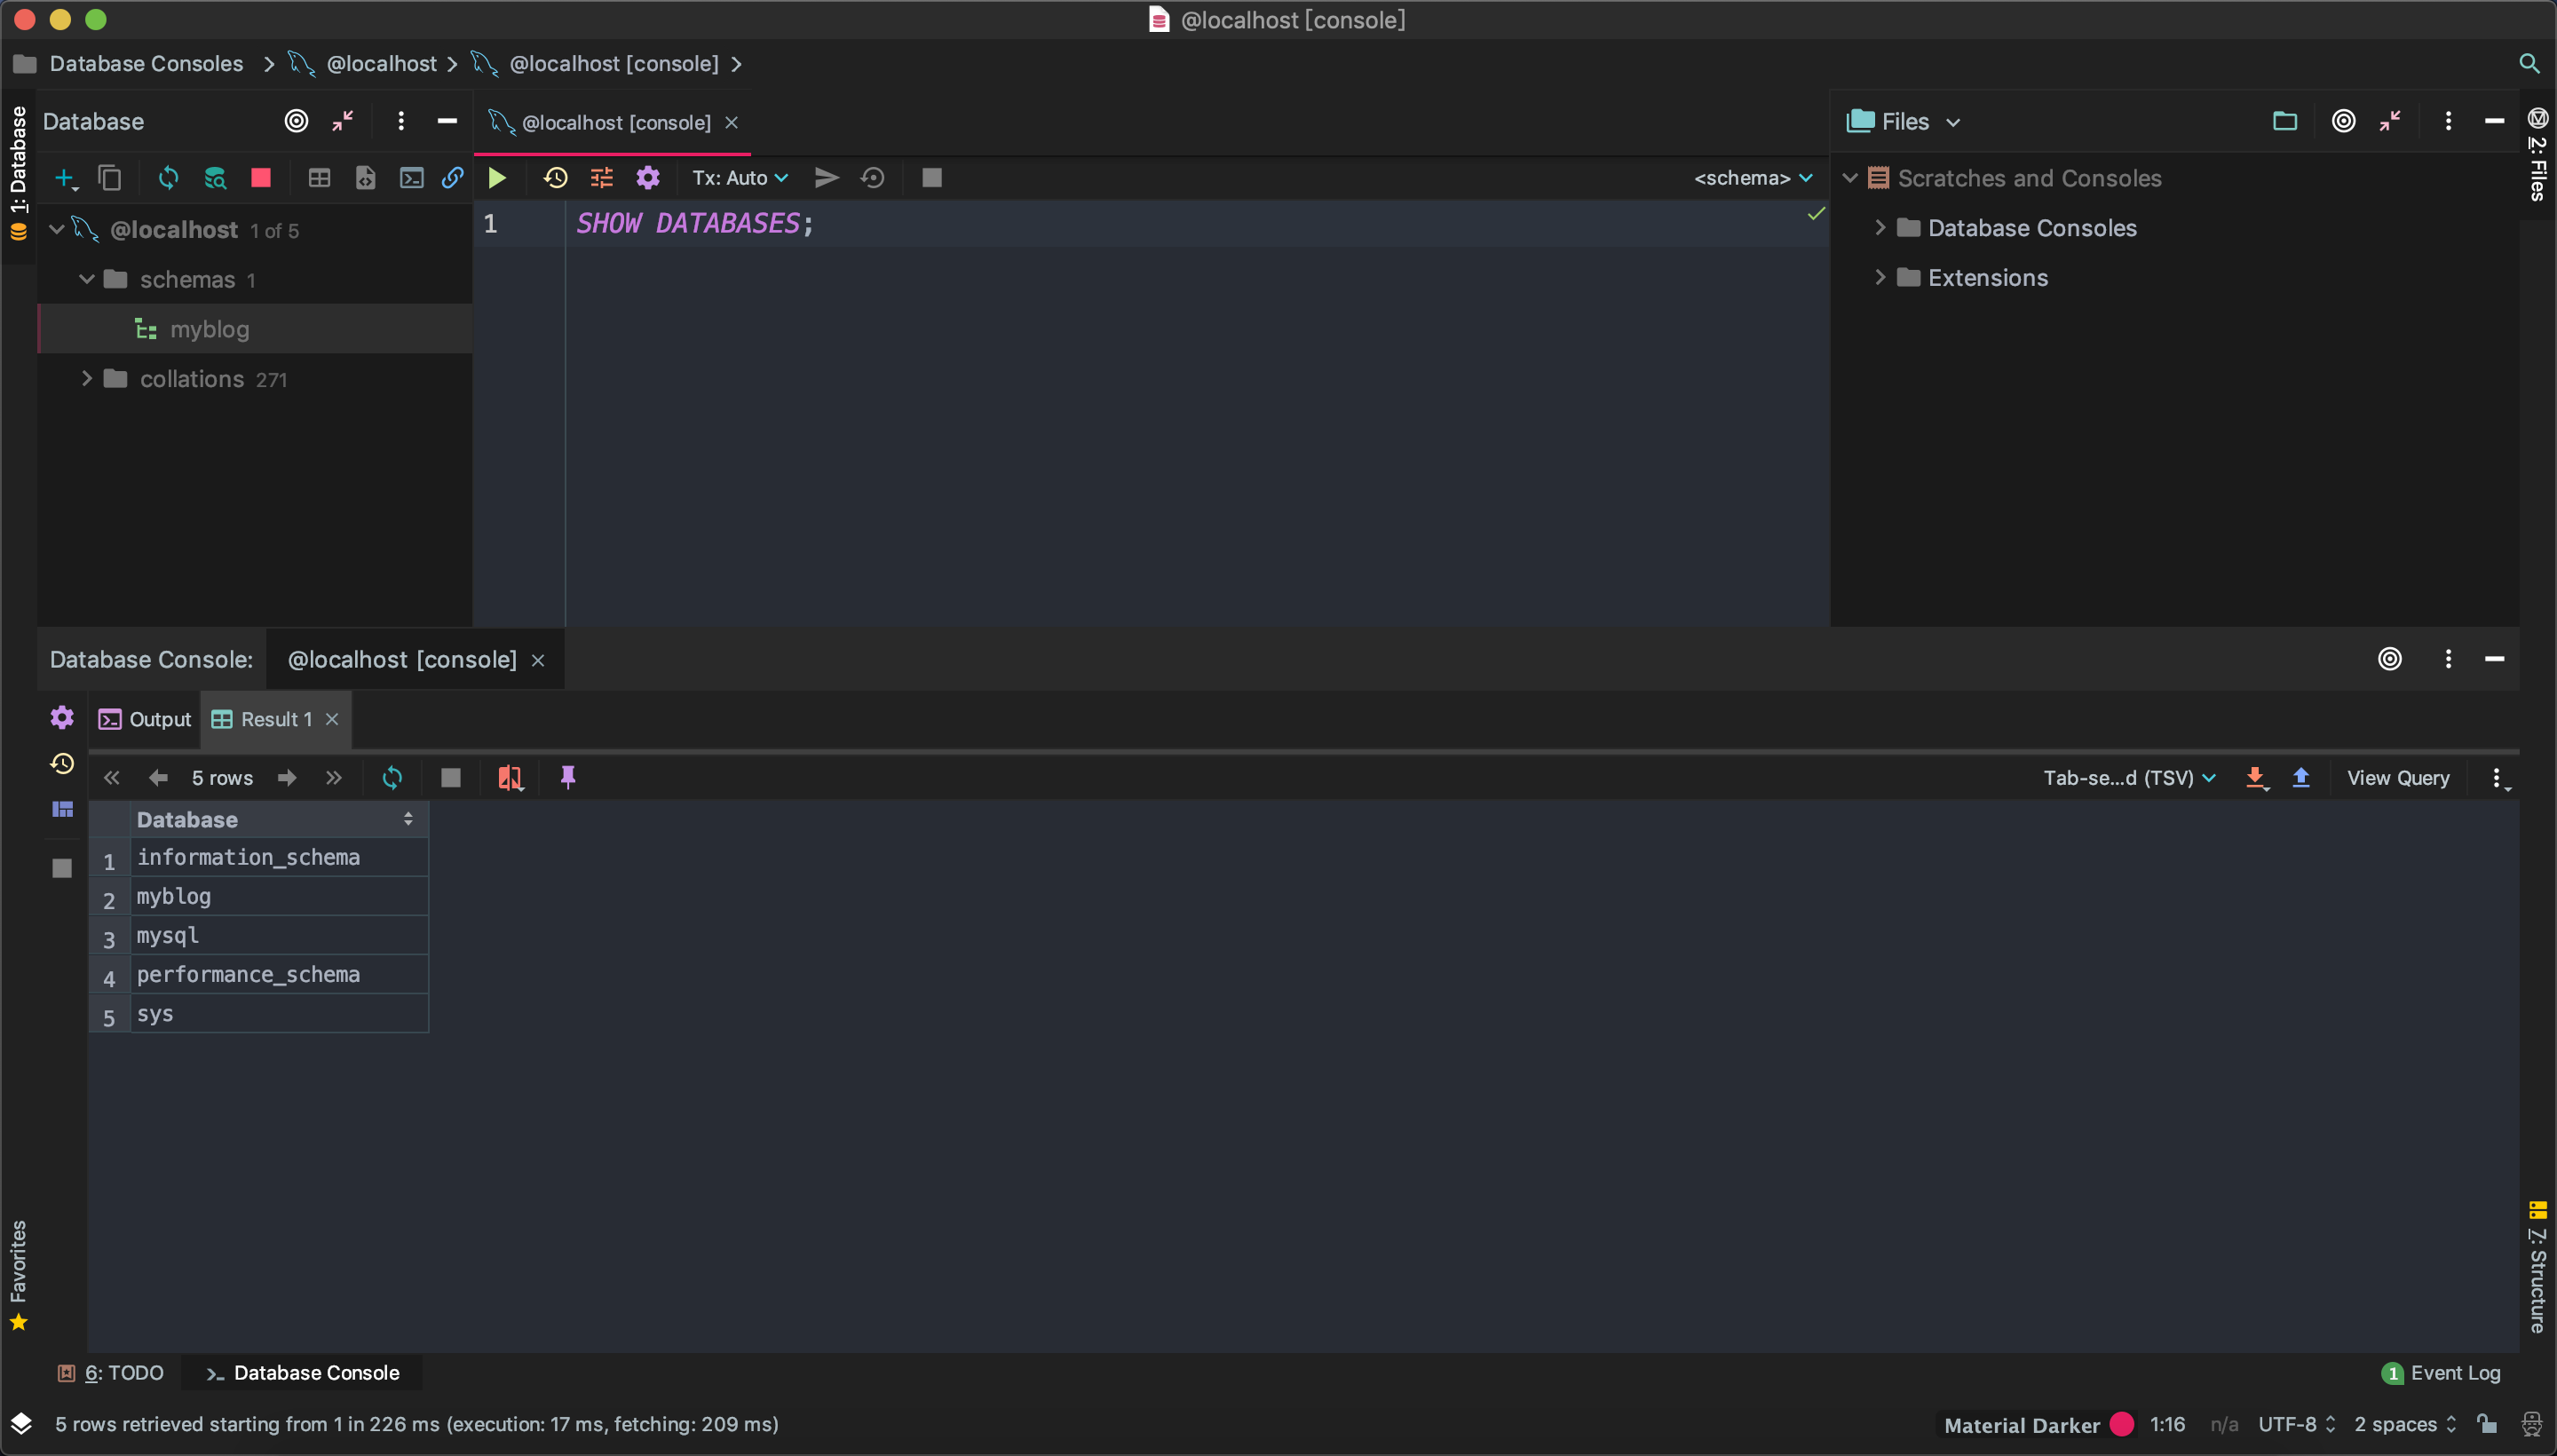 @localhost [console]
Database Consoles
@localhost
@localhost [console]
1: Database
Database
@localhost [console]
Files
2: Files
Tx: Auto
<schema>
Scratches and Consoles
Database Consoles
Extensions
@localhost 1 of 5
schemas 1
myblog
collations 271
1
SHOW DATABASES;
Database Console:
@localhost [console]
Output
Result 1
5 rows
Tab-se...d (TSV)
View Query
Database
1 information_schema
2 myblog
3 mysql
4 performance_schema
5 sys
Favorites
7: Structure
6: TODO
Database Console
1 Event Log
5 rows retrieved starting from 1 in 226 ms (execution: 17 ms, fetching: 209 ms)
Material Darker
1:16
n/a
UTF-8
2 spaces